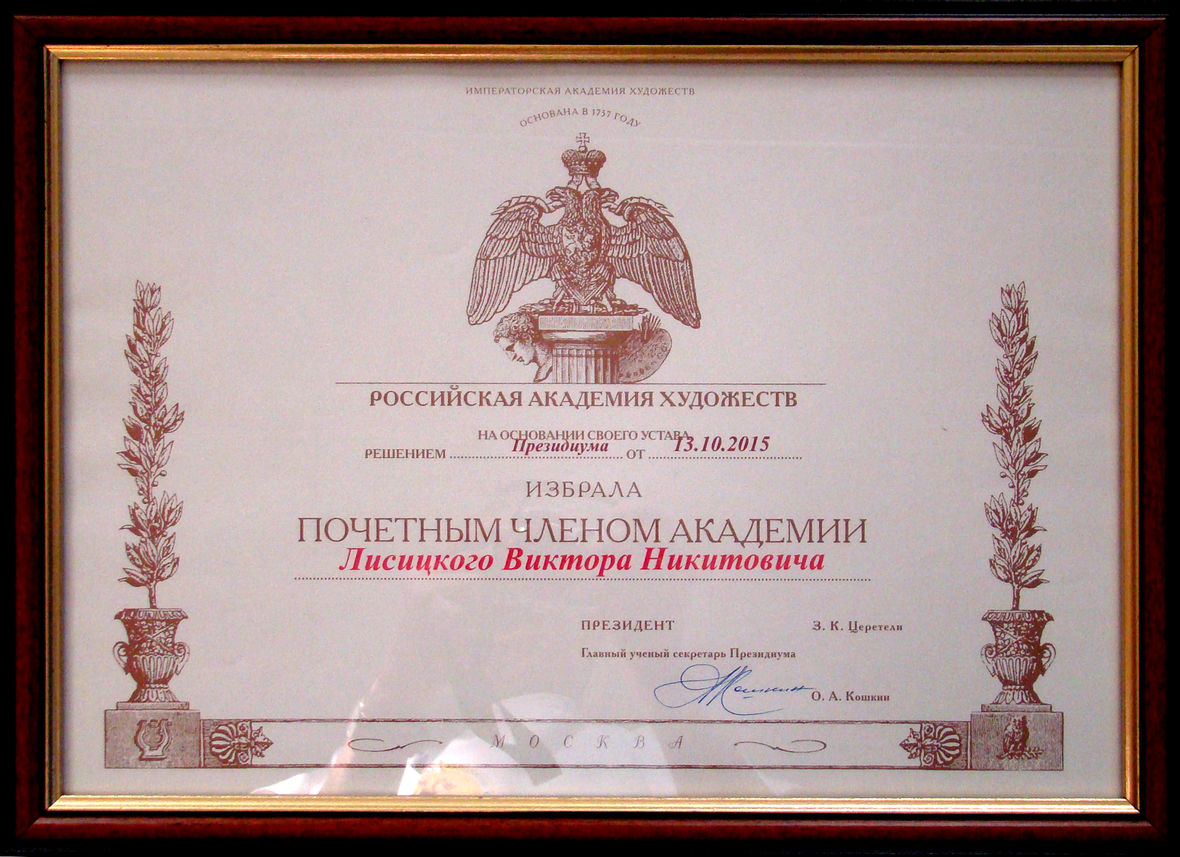 ИМПЕРАТОРСКАЯ АКАДЕМИЯ ХУДОЖЕСТВ
ОСНОВАНА В 1757 ГОДУ
РОССИЙСКАЯ АКАДЕМИЯ ХУДОЖЕСТВ
НА ОСНОВАНИИ СВОЕГО УСТАВА
РЕШЕНИЕМ Президиума ОТ 13.10.2015
ИЗБРАЛА
ПОЧЕТНЫМ ЧЛЕНОМ АКАДЕМИИ
Лисицкого Виктора Никитовича
ПРЕЗИДЕНТ З. К. Церетели
Главный ученый секретарь Президиума
О. А. Кошкин
МОСКВА